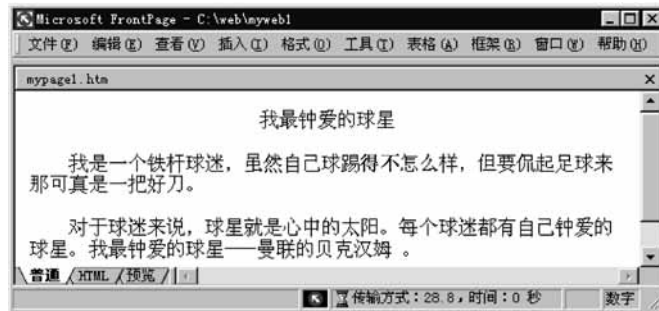 Microsoft FrontPage - C:\web\myweb1
文件(F) 编辑(E) 查看(V) 插入(I) 格式(O) 工具(T) 表格(A) 框架(R) 窗口(W) 帮助(H)
mypage1.htm
我最钟爱的球星
我是一个铁杆球迷，虽然自己球踢得不怎么样，但要侃起足球来
那可真是一把好刀。
对于球迷来说，球星就是心中的太阳。每个球迷都有自己钟爱的
球星。我最钟爱的球星——曼联的贝克汉姆 。
普通 HTML 预览
传输方式：28.8，时间：0 秒 数字